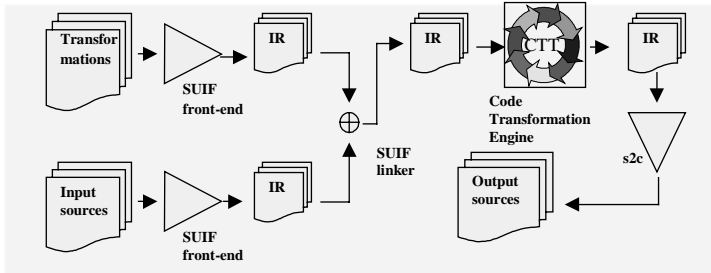 Transfor
mations
SUIF
front-end
IR
IR
CTT
Code
Transformation
Engine
IR
s2c
SUIF
linker
Input
sources
SUIF
front-end
IR
Output
sources